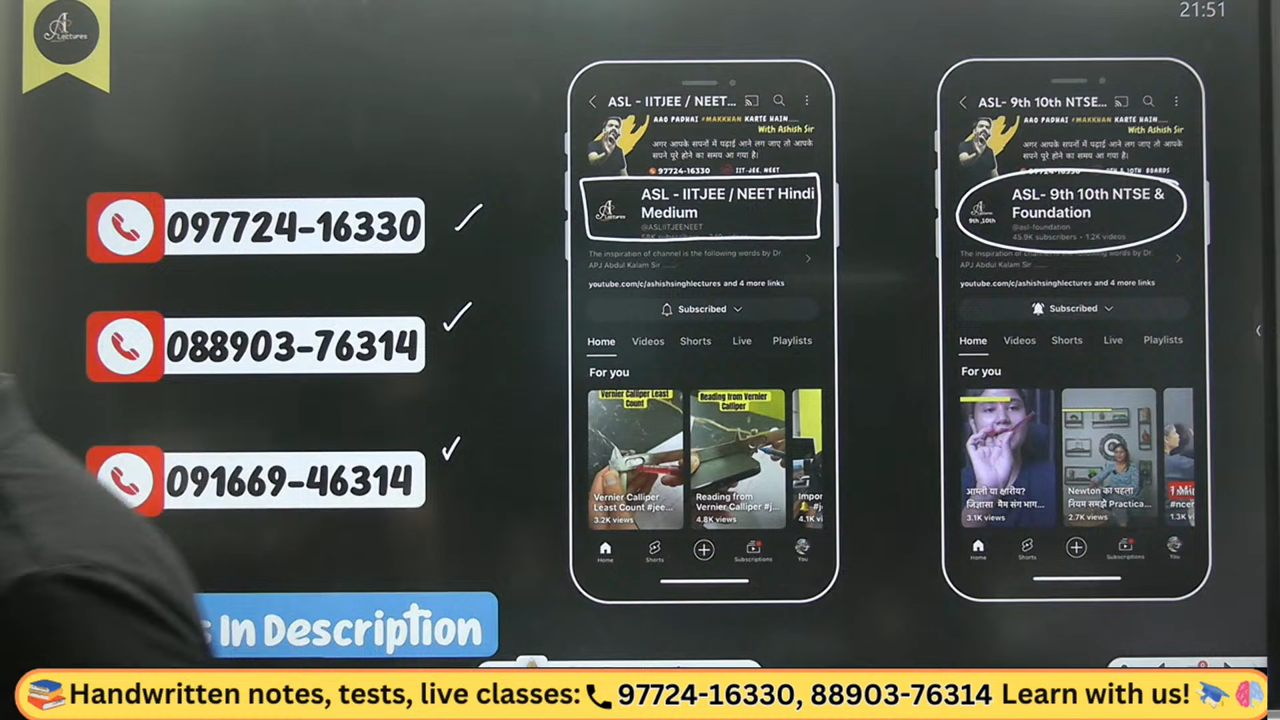 A
Lectures
21:51
097724-16330
088903-76314
091669-46314
In Description
ASL - IITJEE / NEET...
AAO PADHAI #MAKKHAN KARTE HAIN.....
With Ashish Sir
अगर आपके सपनों में पढ़ाई आने लग जाए तो आपके
सपने पूरे होने का समय आ गया है।
97724-16330 IIT-JEE, NEET
ASL - IITJEE / NEET Hindi
Medium
@ASLIITJEENEET
The inspiration of channel is the following words by Dr.
APJ Abdul Kalam Sir ......
youtube.com/c/ashishsinghlectures and 4 more links
Subscribed
Home Videos Shorts Live Playlists
For you
Vernier Calliper Least
Count
Reading from Vernier
Calliper
Vernier Calliper
Least Count #jee...
3.2K views
Reading from
Vernier Calliper #j...
4.8K views
Impor
4.1K vi
Home Shorts Subscriptions You
ASL- 9th 10th NTSE...
AAO PADHAI #MAKKHAN KARTE HAIN.....
With Ashish Sir
अगर आपके सपनों में पढ़ाई आने लग जाए तो आपके
सपने पूरे होने का समय आ गया है।
ASL- 9th 10th NTSE &
Foundation
9th ,10th
@asl-foundation
45.9K subscribers • 1.2K videos
The inspiration of channel is the following words by Dr.
APJ Abdul Kalam Sir ......
youtube.com/c/ashishsinghlectures and 4 more links
Subscribed
Home Videos Shorts Live Playlists
For you
आम्लो या क्षारीय?
जिज्ञासा मैम संग भाग...
3.1K views
Newton का पहला
नियम समझे Practica...
2.7K views
#ncer
1.3K v
Home Shorts Subscriptions You
Handwritten notes, tests, live classes: 97724-16330, 88903-76314 Learn with us!